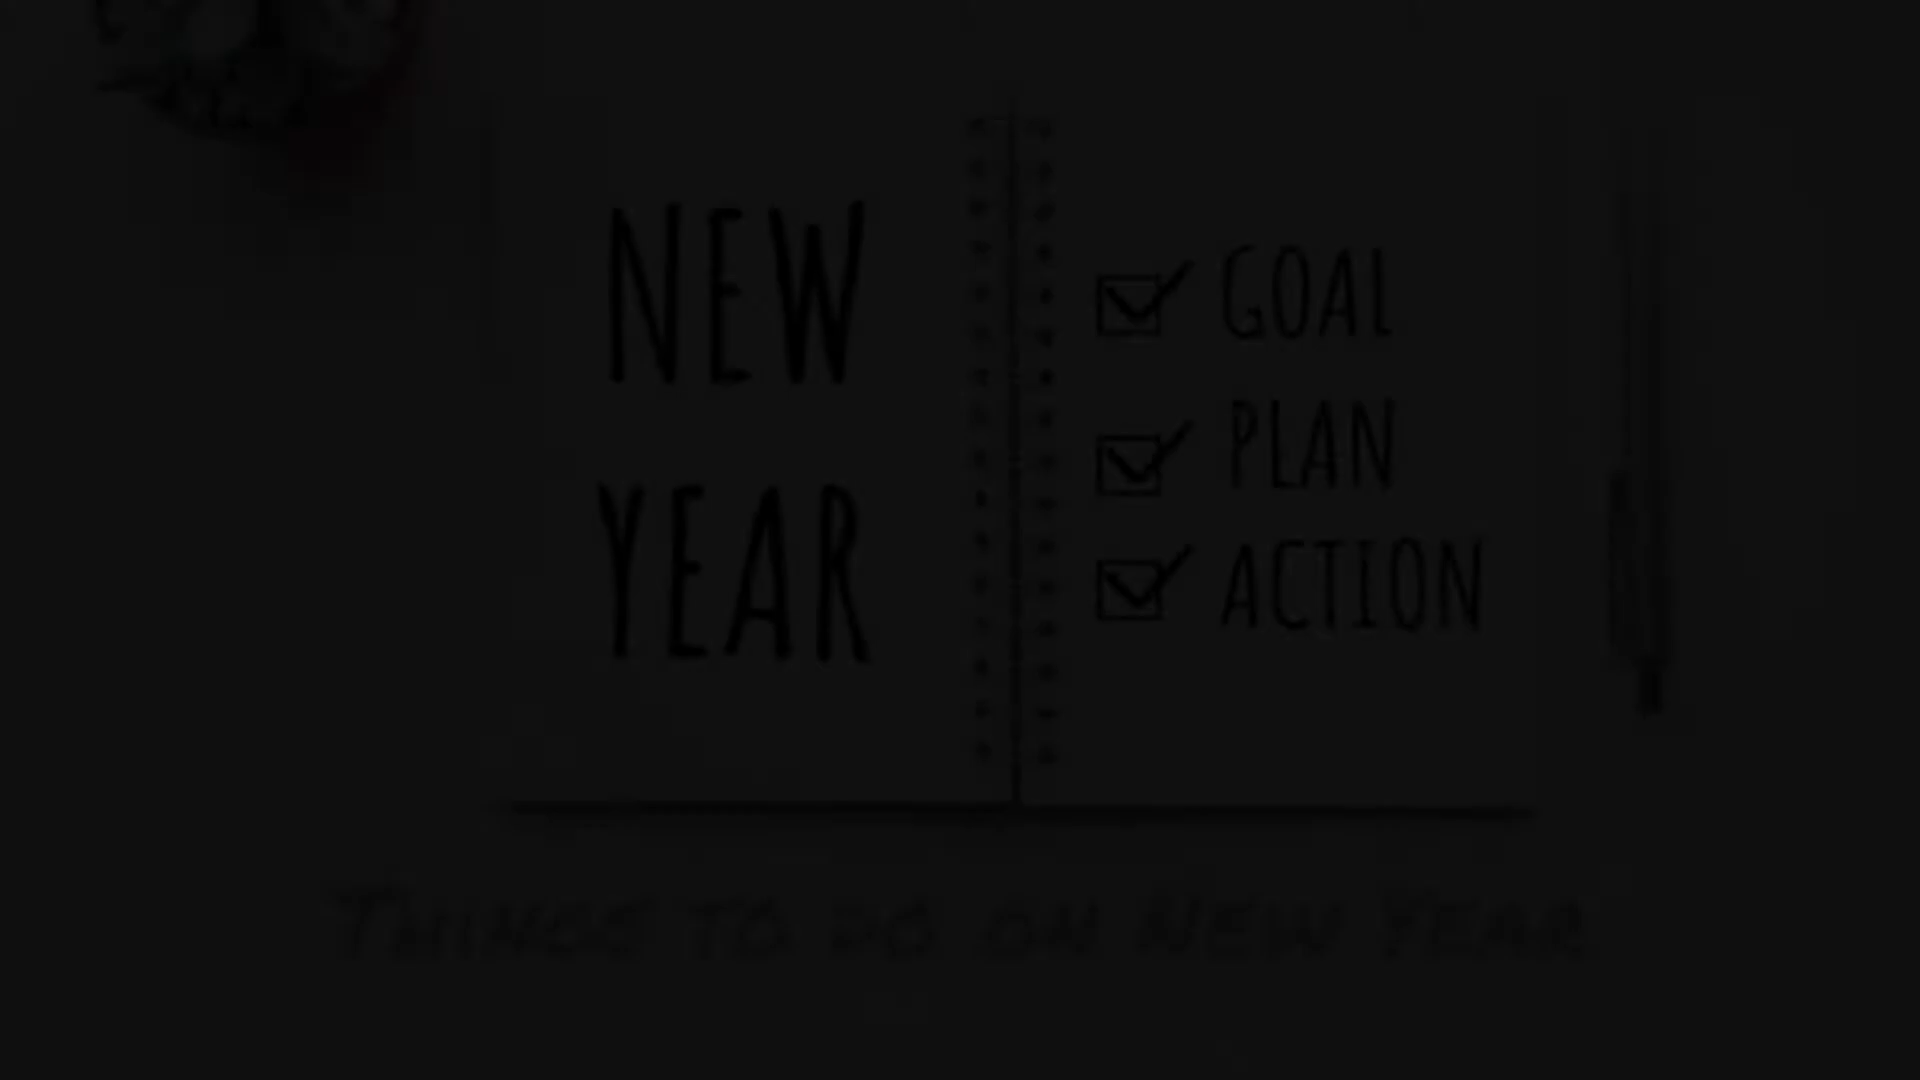 NEW
YEAR
GOAL
PLAN
ACTION
THINGS TO DO ON NEW YEAR